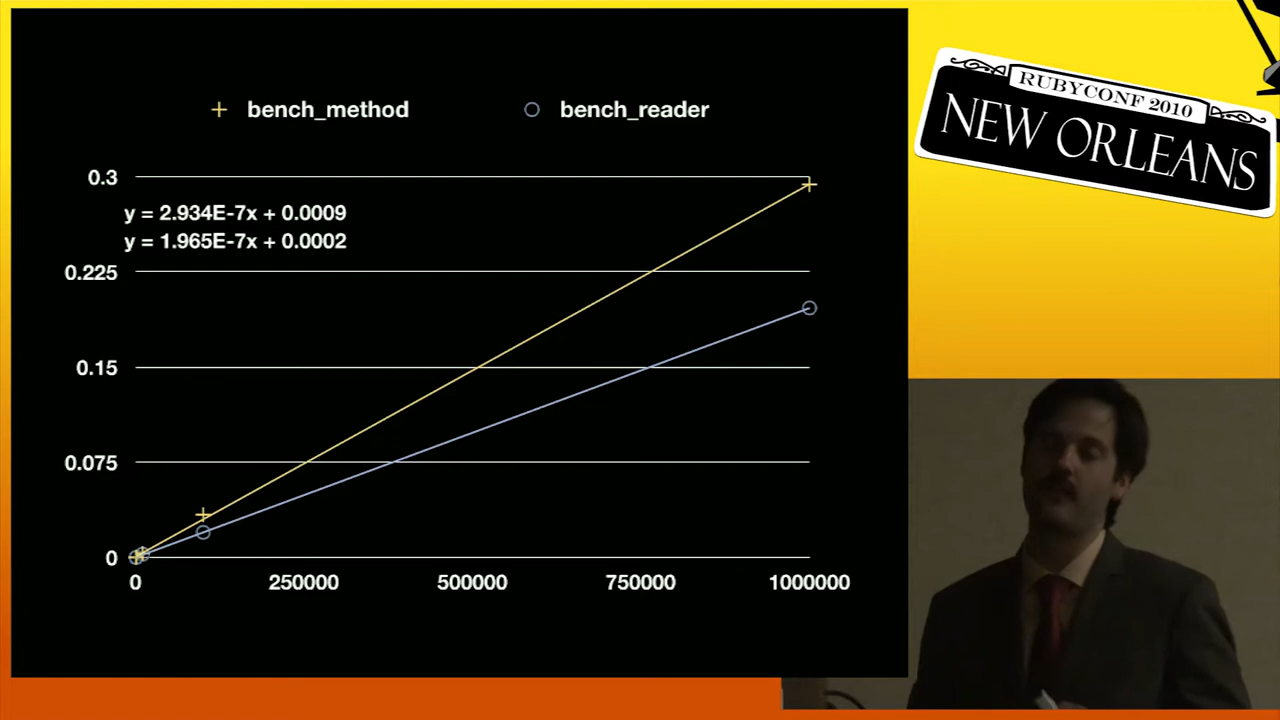 bench_method
bench_reader
0.3
y = 2.934E-7x + 0.0009
y = 1.965E-7x + 0.0002
0.225
0.15
0.075
0
0 250000 500000 750000 1000000
RUBYCONF 2010
NEW ORLEANS